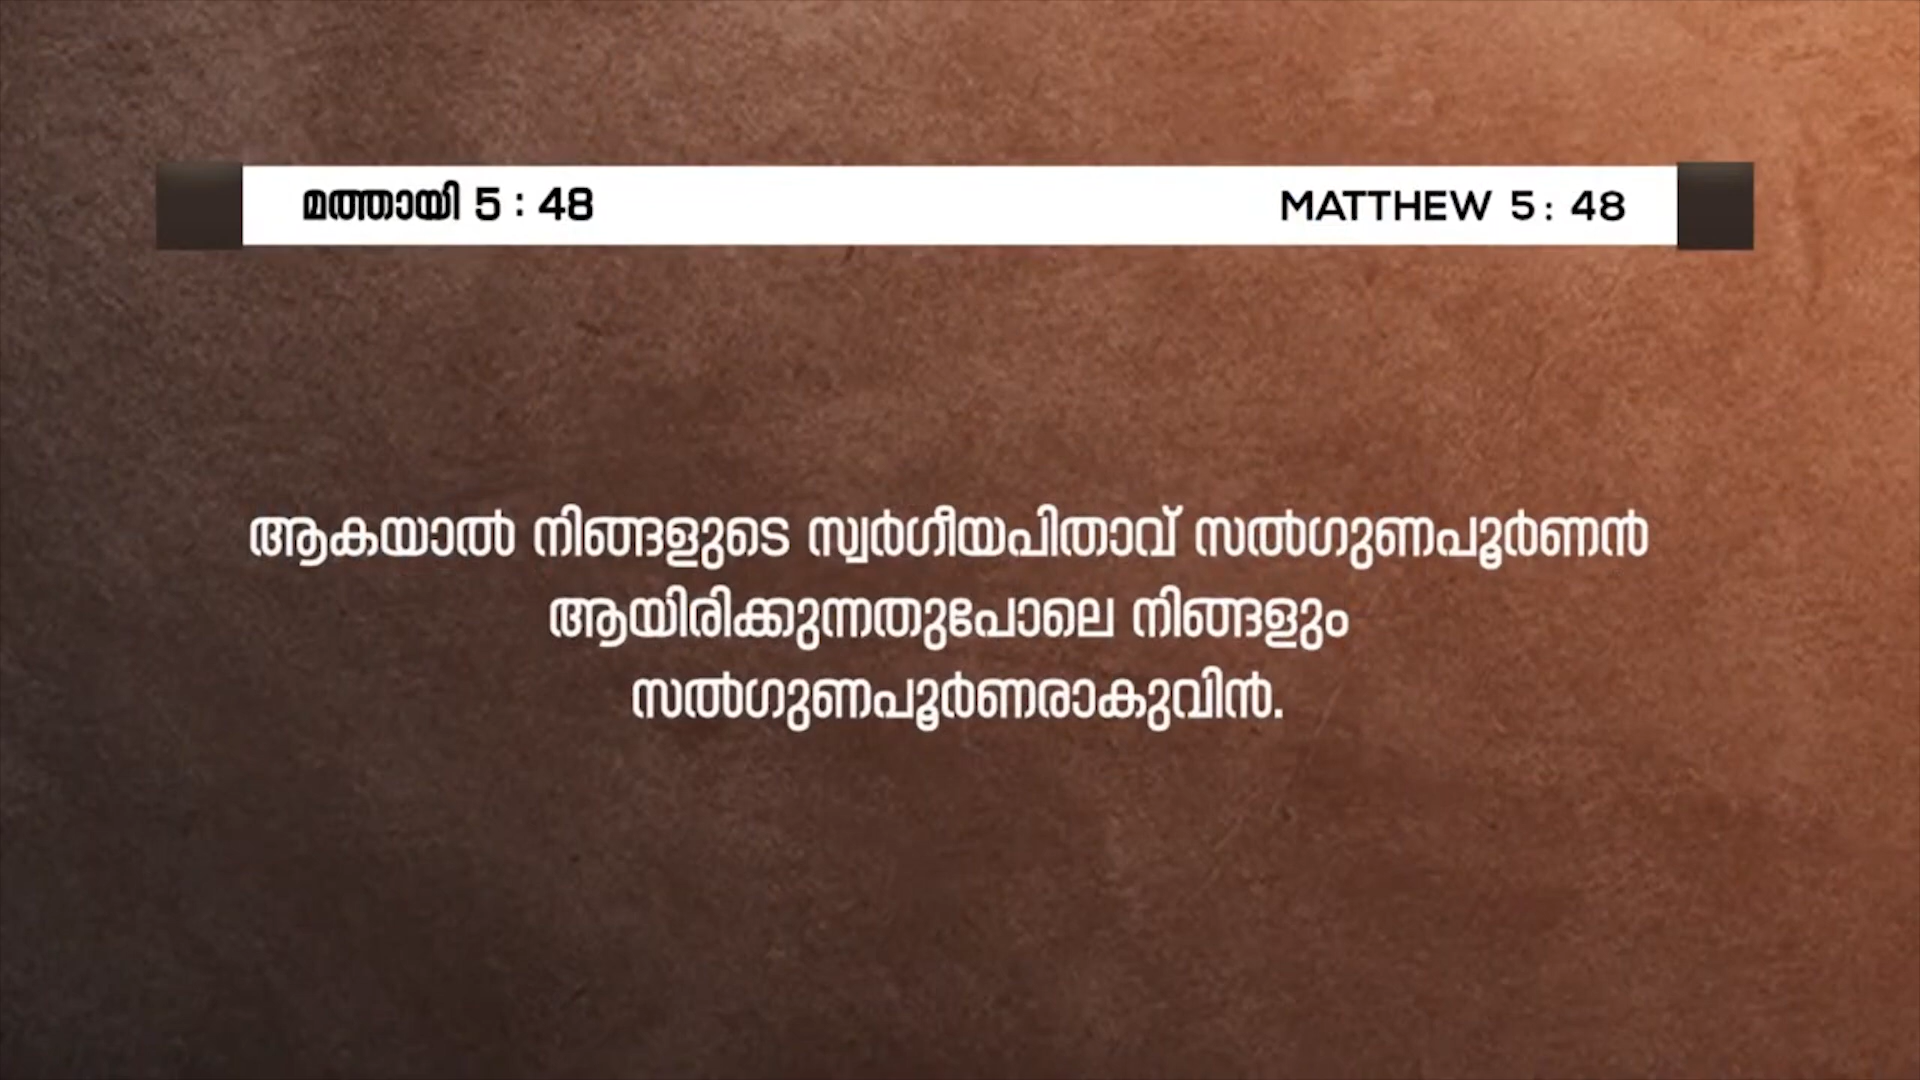 മത്തായി 5 : 48
MATTHEW 5 : 48
ആകയാൽ നിങ്ങളുടെ സ്വർഗീയപിതാവ് സൽഗുണപൂർണൻ
ആയിരിക്കുന്നതുപോലെ നിങ്ങളും
സൽഗുണപൂർണരാകുവിൻ.